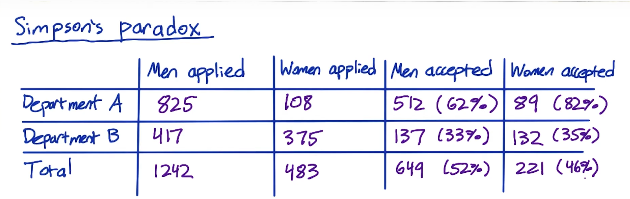 Simpson's paradox
Men applied Women applied Men accepted Women accepted
Department A 825 108 512 (62%) 89 (82%)
Department B 417 375 137 (33%) 132 (35%)
Total 1242 483 649 (52%) 221 (46%)